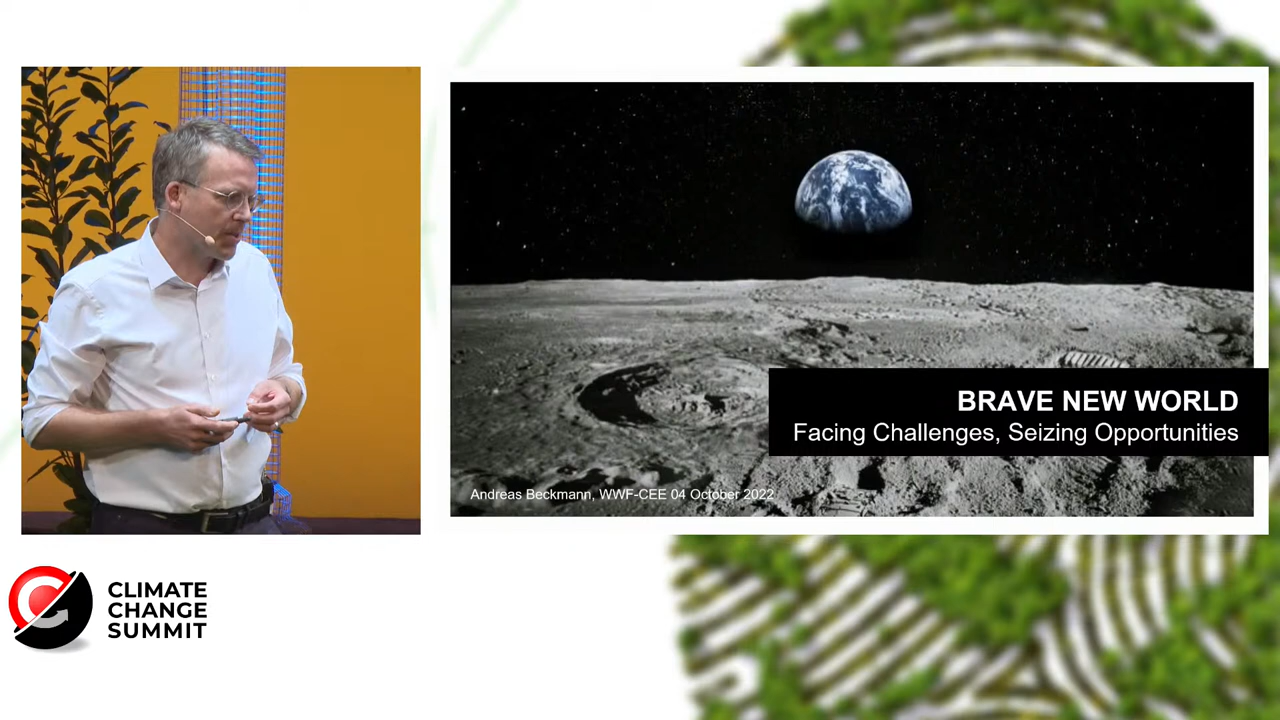 BRAVE NEW WORLD
Facing Challenges, Seizing Opportunities
Andreas Beckmann, WWF-CEE 04 October 2022
CLIMATE
CHANGE
SUMMIT